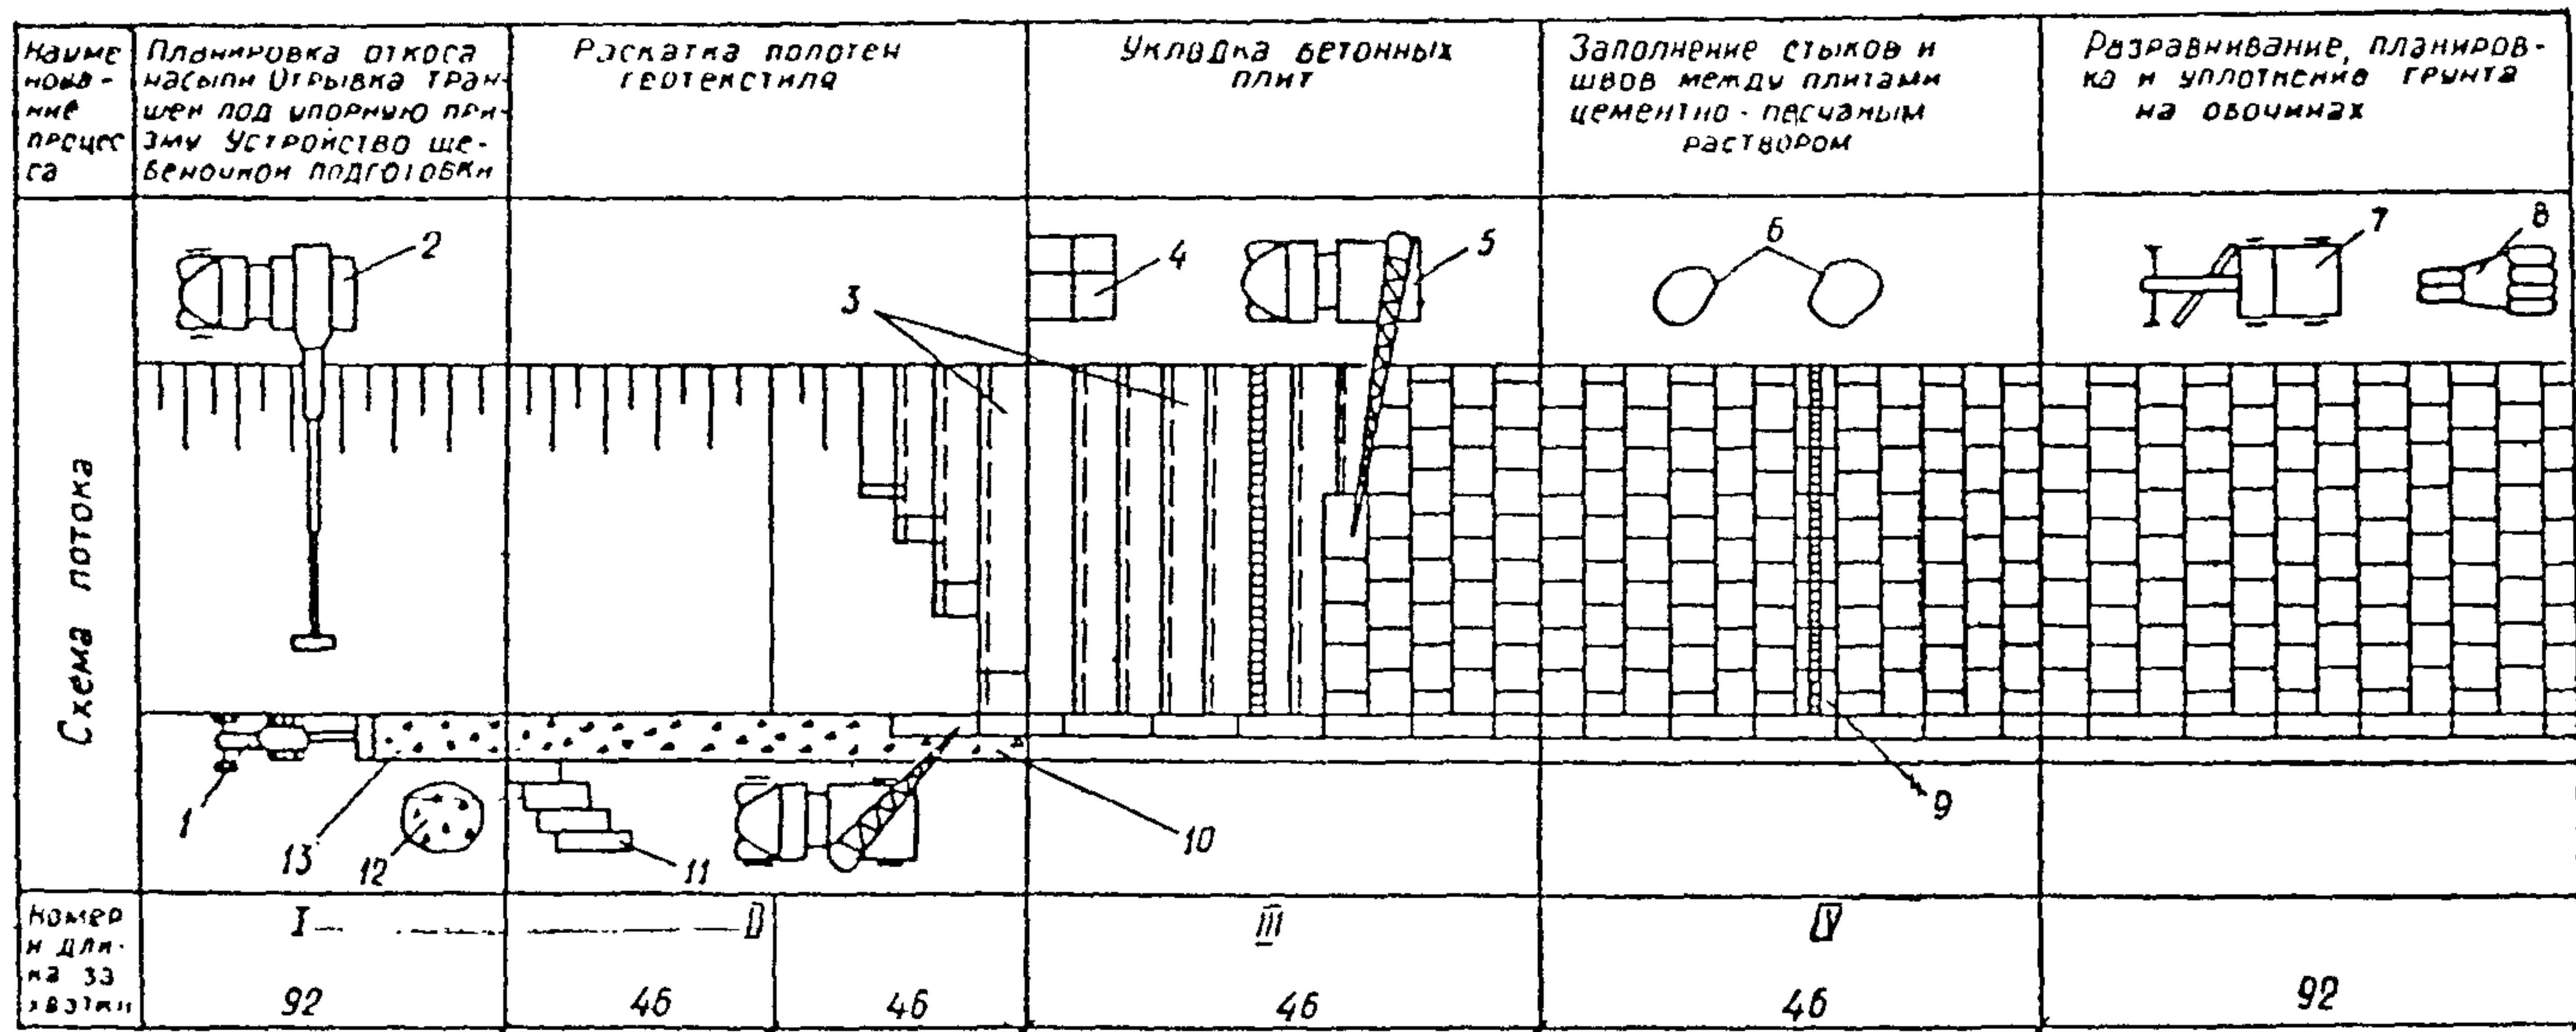 Наиме
нова-
ние
процес
са
Планировка откоса
насыпи Отрывка тран-
шеи под упорную при-
зму Устройство ще-
беночной подготовки
Раскатка полотен
геотекстиля
Укладка бетонных
плит
Заполнение стыков и
швов между плитами
цементно-песчаным
раствором
Разравнивание, планиров-
ка и уплотнение грунта
на обочинах
Схема потока
2
3
4
5
6
7
8
1
13
12
11
10
9
Номер
и дли-
на за
хватки
I
II
III
IV
92
46
46
46
46
92